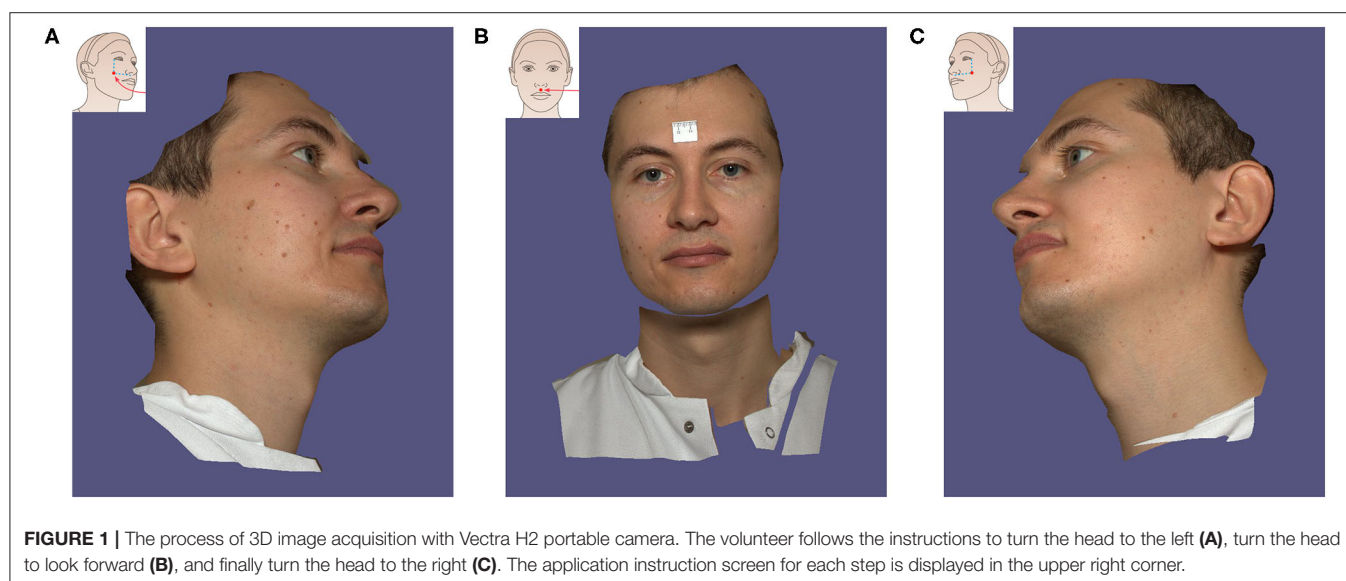 A
B
C
FIGURE 1 | The process of 3D image acquisition with Vectra H2 portable camera. The volunteer follows the instructions to turn the head to the left (A), turn the head
to look forward (B), and finally turn the head to the right (C). The application instruction screen for each step is displayed in the upper right corner.